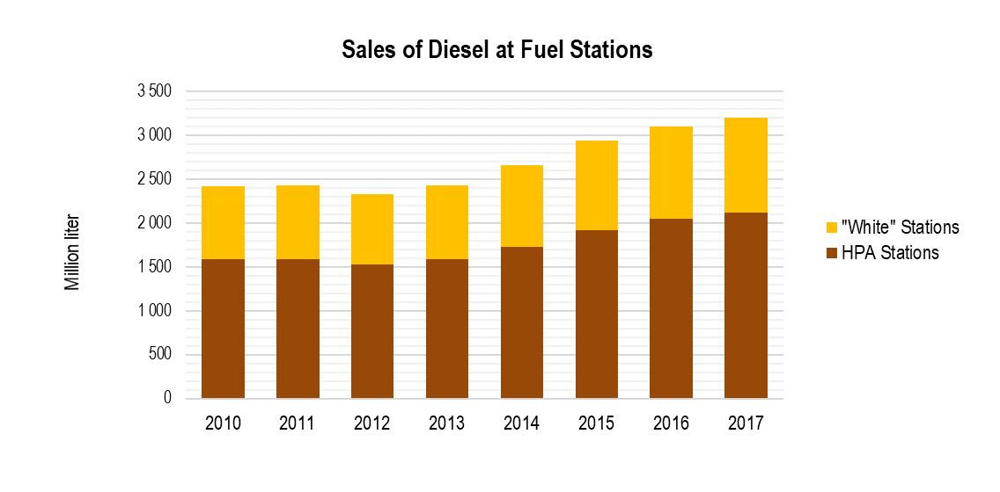 Sales of Diesel at Fuel Stations
Million liter
3 500
3 000
2 500
2 000
1 500
1 000
500
0
2010 2011 2012 2013 2014 2015 2016 2017
"White" Stations
HPA Stations